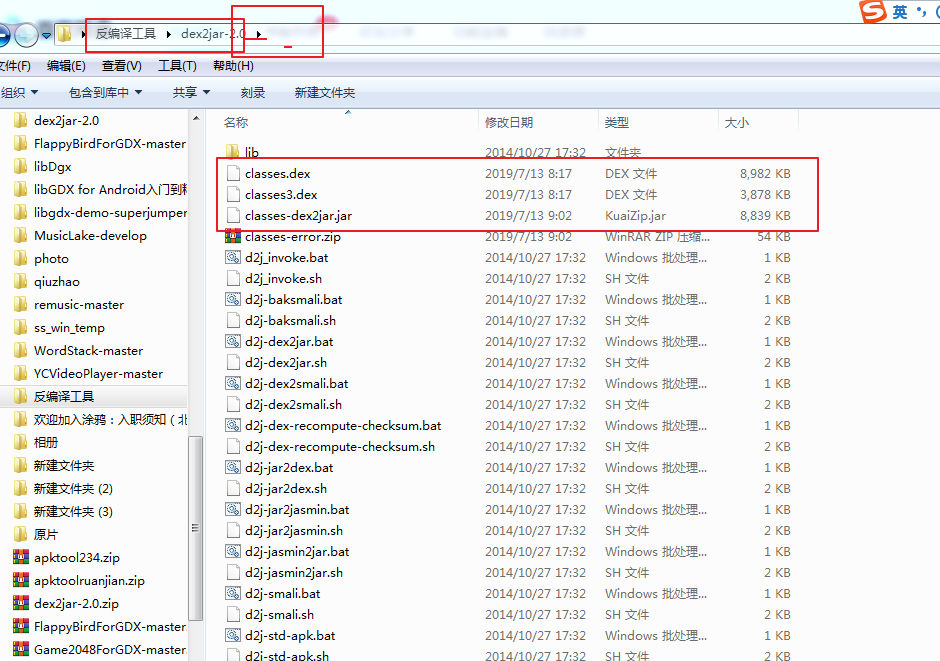 英
反编译工具 ▸ dex2jar-2.0 ▸
文件(F) 编辑(E) 查看(V) 工具(T) 帮助(H)
组织 包含到库中 共享 刻录 新建文件夹
dex2jar-2.0
FlappyBirdForGDX-master
libDgx
libGDX for Android入门到精
libgdx-demo-superjumper
MusicLake-develop
photo
qiuzhao
remusic-master
ss_win_temp
WordStack-master
YCVideoPlayer-master
反编译工具
欢迎加入涂鸦：入职须知（北
相册
新建文件夹
新建文件夹 (2)
新建文件夹 (3)
原片
apktool234.zip
apktoolruanjian.zip
dex2jar-2.0.zip
FlappyBirdForGDX-master
Game2048ForGDX-master
名称 修改日期 类型 大小
lib 2014/10/27 17:32 文件夹
classes.dex 2019/7/13 8:17 DEX 文件 8,982 KB
classes3.dex 2019/7/13 8:17 DEX 文件 3,878 KB
classes-dex2jar.jar 2019/7/13 9:02 KuaiZip.jar 8,839 KB
classes-error.zip 2019/7/13 9:02 WinRAR ZIP 压缩... 54 KB
d2j_invoke.bat 2014/10/27 17:32 Windows 批处理... 1 KB
d2j_invoke.sh 2014/10/27 17:32 SH 文件 2 KB
d2j-baksmali.bat 2014/10/27 17:32 Windows 批处理... 1 KB
d2j-baksmali.sh 2014/10/27 17:32 SH 文件 2 KB
d2j-dex2jar.bat 2014/10/27 17:32 Windows 批处理... 1 KB
d2j-dex2jar.sh 2014/10/27 17:32 SH 文件 2 KB
d2j-dex2smali.bat 2014/10/27 17:32 Windows 批处理... 1 KB
d2j-dex2smali.sh 2014/10/27 17:32 SH 文件 2 KB
d2j-dex-recompute-checksum.bat 2014/10/27 17:32 Windows 批处理... 1 KB
d2j-dex-recompute-checksum.sh 2014/10/27 17:32 SH 文件 2 KB
d2j-jar2dex.bat 2014/10/27 17:32 Windows 批处理... 1 KB
d2j-jar2dex.sh 2014/10/27 17:32 SH 文件 2 KB
d2j-jar2jasmin.bat 2014/10/27 17:32 Windows 批处理... 1 KB
d2j-jar2jasmin.sh 2014/10/27 17:32 SH 文件 2 KB
d2j-jasmin2jar.bat 2014/10/27 17:32 Windows 批处理... 1 KB
d2j-jasmin2jar.sh 2014/10/27 17:32 SH 文件 2 KB
d2j-smali.bat 2014/10/27 17:32 Windows 批处理... 1 KB
d2j-smali.sh 2014/10/27 17:32 SH 文件 2 KB
d2j-std-apk.bat 2014/10/27 17:32 Windows 批处理... 1 KB
d2j-std-apk.sh 2014/10/27 17:32 SH 文件 2 KB